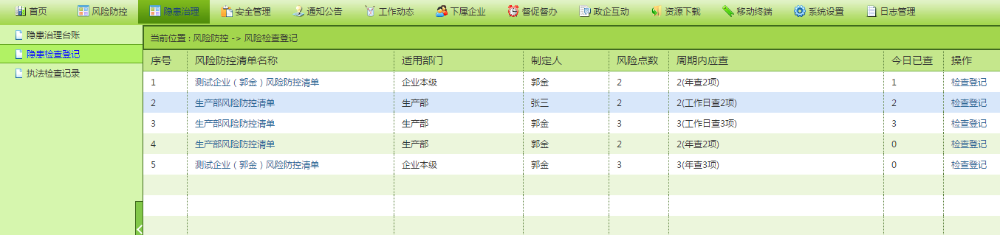 首页 风险防控 隐患治理 安全管理 通知公告 工作动态 下属企业 督促督办 政企互动 资源下载 移动终端 系统设置 日志管理
隐患治理台账
隐患检查登记
执法检查记录
当前位置 : 风险防控 -> 风险检查登记
序号 风险防控清单名称 适用部门 制定人 风险点数 周期内应查 今日已查 操作
1 测试企业（郭金）风险防控清单 企业本级 郭金 2 2(年查2项) 1 检查登记
2 生产部风险防控清单 生产部 张三 2 2(工作日查2项) 2 检查登记
3 生产部风险防控清单 生产部 郭金 3 3(工作日查3项) 3 检查登记
4 生产部风险防控清单 生产部 郭金 2 2(年查2项) 0 检查登记
5 测试企业（郭金）风险防控清单 企业本级 郭金 3 3(年查3项) 0 检查登记